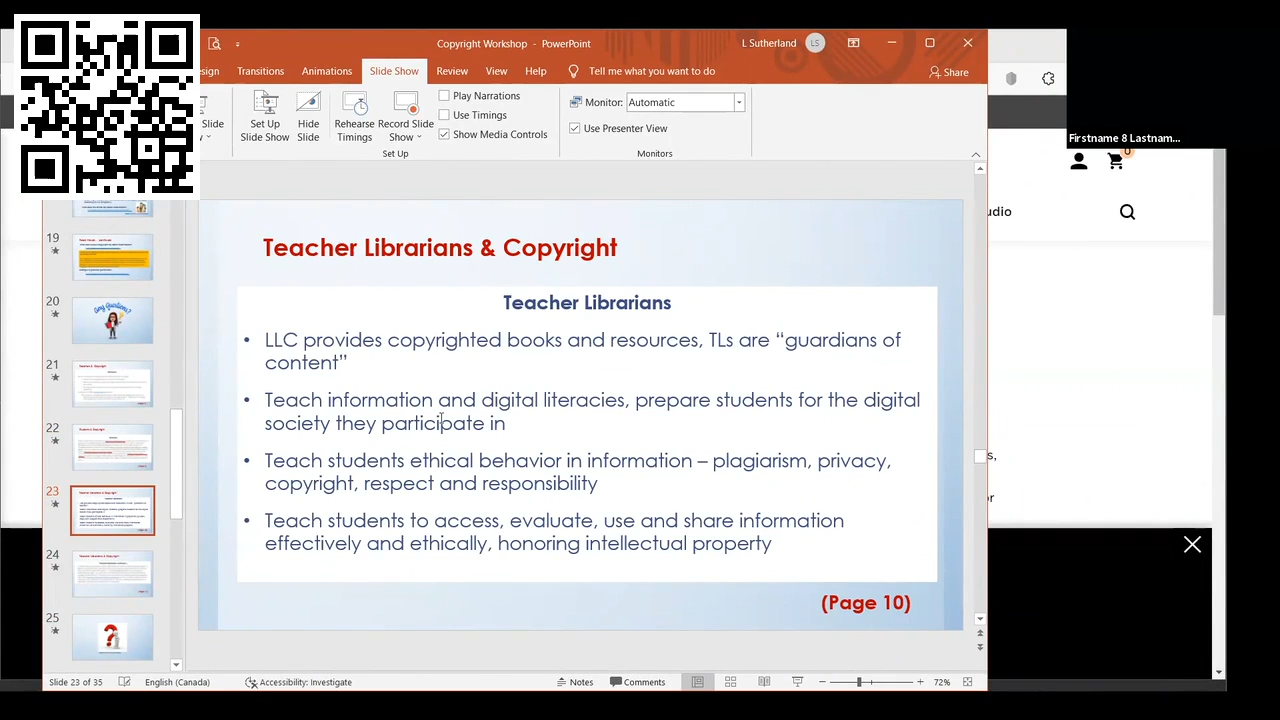 Copyright Workshop - PowerPoint
L Sutherland
LS
Transitions
Animations
Slide Show
Review
View
Help
Tell me what you want to do
Share
Slide
Set Up
Slide Show
Hide
Slide
Rehearse
Timings
Record Slide
Show
Play Narrations
Use Timings
Show Media Controls
Set Up
Monitor:
Automatic
Use Presenter View
Monitors
Firstname 8 Lastnam...
0
19
20
Any Questions?
21
22
23
24
25
Teacher Librarians & Copyright
Teacher Librarians
• LLC provides copyrighted books and resources, TLs are “guardians of
content”
• Teach information and digital literacies, prepare students for the digital
society they participate in
• Teach students ethical behavior in information – plagiarism, privacy,
copyright, respect and responsibility
• Teach students to access, evaluate, use and share information
effectively and ethically, honoring intellectual property
(Page 10)
Slide 23 of 35
English (Canada)
Accessibility: Investigate
Notes
Comments
72%